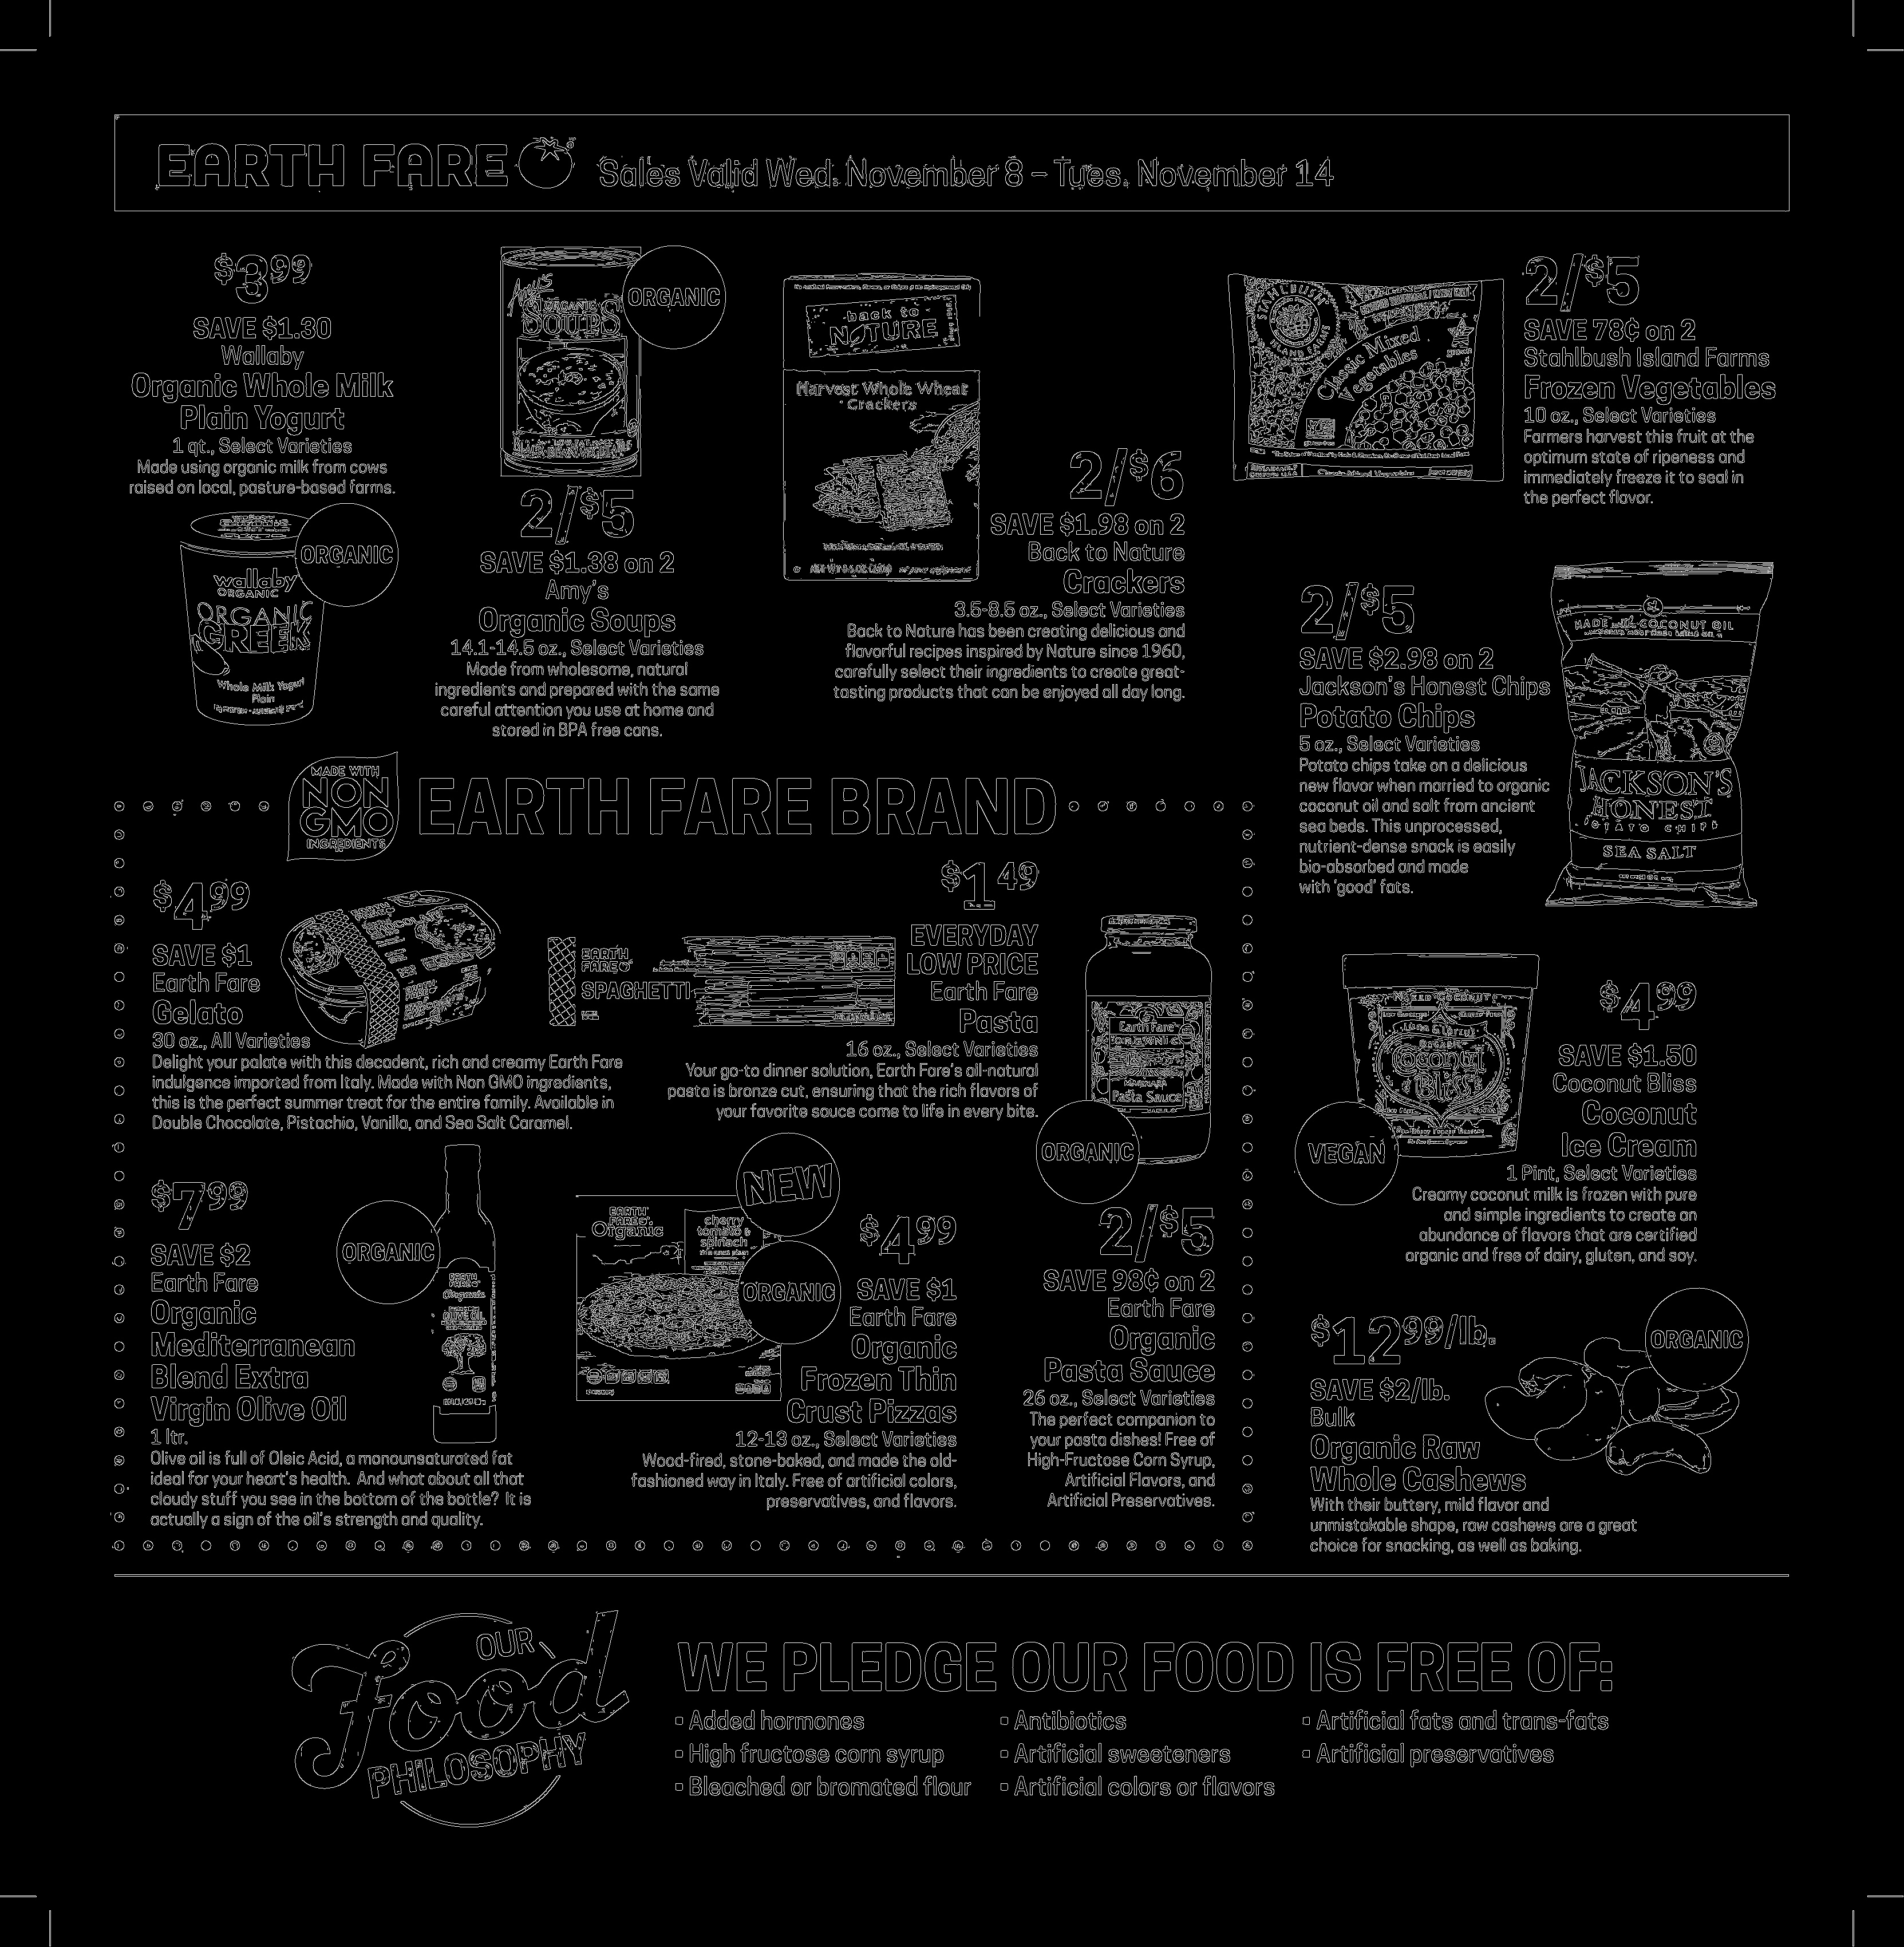 EARTH FARE Sales Valid Wed. November 8 – Tues. November 14
$3.99
SAVE $1.30
Wallaby
Organic Whole Milk
Plain Yogurt
1 qt., Select Varieties
Made using organic milk from cows
raised on local, pasture-based farms.
ORGANIC
wallaby
ORGANIC
ORGANIC
GREEK
Whole Milk Yogurt
Plain
Amy's
ORGANIC
SOUPS
ORGANIC
2/$5
SAVE $1.38 on 2
Amy's
Organic Soups
14.1-14.5 oz., Select Varieties
Made from wholesome, natural
ingredients and prepared with the same
careful attention you use at home and
stored in BPA free cans.
back to
NATURE
Harvest Whole Wheat
Crackers
2/$6
SAVE $1.98 on 2
Back to Nature
Crackers
3.5-8.5 oz., Select Varieties
Back to Nature has been creating delicious and
flavorful recipes inspired by Nature since 1960,
carefully select their ingredients to create great-
tasting products that can be enjoyed all day long.
STAHLBUSH
ISLAND FARMS
Classic Mixed
Vegetables
2/$5
SAVE 78¢ on 2
Stahlbush Island Farms
Frozen Vegetables
10 oz., Select Varieties
Farmers harvest this fruit at the
optimum state of ripeness and
immediately freeze it to seal in
the perfect flavor.
2/$5
SAVE $2.98 on 2
Jackson's Honest Chips
Potato Chips
5 oz., Select Varieties
Potato chips take on a delicious
new flavor when married to organic
coconut oil and salt from ancient
sea beds. This unprocessed,
nutrient-dense snack is easily
bio-absorbed and made
with 'good' fats.
MADE IN COCONUT OIL
JACKSON'S
HONEST
POTATO CHIPS
SEA SALT
MADE WITH
NON
GMO
INGREDIENTS
EARTH FARE BRAND
$4.99
SAVE $1
Earth Fare
Gelato
30 oz., All Varieties
Delight your palate with this decadent, rich and creamy Earth Fare
indulgence imported from Italy. Made with Non GMO ingredients,
this is the perfect summer treat for the entire family. Available in
Double Chocolate, Pistachio, Vanilla, and Sea Salt Caramel.
EARTH
FARE
SPAGHETTI
$1.49
EVERYDAY
LOW PRICE
Earth Fare
Pasta
16 oz., Select Varieties
Your go-to dinner solution, Earth Fare's all-natural
pasta is bronze cut, ensuring that the rich flavors of
your favorite sauce come to life in every bite.
Earth Fare
ORGANIC
MARINARA
Pasta Sauce
ORGANIC
2/$5
SAVE 98¢ on 2
Earth Fare
Organic
Pasta Sauce
26 oz., Select Varieties
The perfect companion to
your pasta dishes! Free of
High-Fructose Corn Syrup,
Artificial Flavors, and
Artificial Preservatives.
$7.99
SAVE $2
Earth Fare
Organic
Mediterranean
Blend Extra
Virgin Olive Oil
1 ltr.
Olive oil is full of Oleic Acid, a monounsaturated fat
ideal for your heart's health. And what about all that
cloudy stuff you see in the bottom of the bottle? It is
actually a sign of the oil's strength and quality.
ORGANIC
EARTH
FARE
Organic
OLIVE OIL
EARTH
FARE
Organic
cherry
tomato &
spinach
NEW
ORGANIC
$4.99
SAVE $1
Earth Fare
Organic
Frozen Thin
Crust Pizzas
12-13 oz., Select Varieties
Wood-fired, stone-baked, and made the old-
fashioned way in Italy. Free of artificial colors,
preservatives, and flavors.
NAKED COCONUT
LUNA & LARRY'S
ORGANIC
Coconut
Bliss
VEGAN
$4.99
SAVE $1.50
Coconut Bliss
Coconut
Ice Cream
1 Pint, Select Varieties
Creamy coconut milk is frozen with pure
and simple ingredients to create an
abundance of flavors that are certified
organic and free of dairy, gluten, and soy.
$12.99/lb.
SAVE $2/lb.
Bulk
Organic Raw
Whole Cashews
With their buttery, mild flavor and
unmistakable shape, raw cashews are a great
choice for snacking, as well as baking.
ORGANIC
OUR
Food
PHILOSOPHY
WE PLEDGE OUR FOOD IS FREE OF:
▪ Added hormones
▪ High fructose corn syrup
▪ Bleached or bromated flour
▪ Antibiotics
▪ Artificial sweeteners
▪ Artificial colors or flavors
▪ Artificial fats and trans-fats
▪ Artificial preservatives